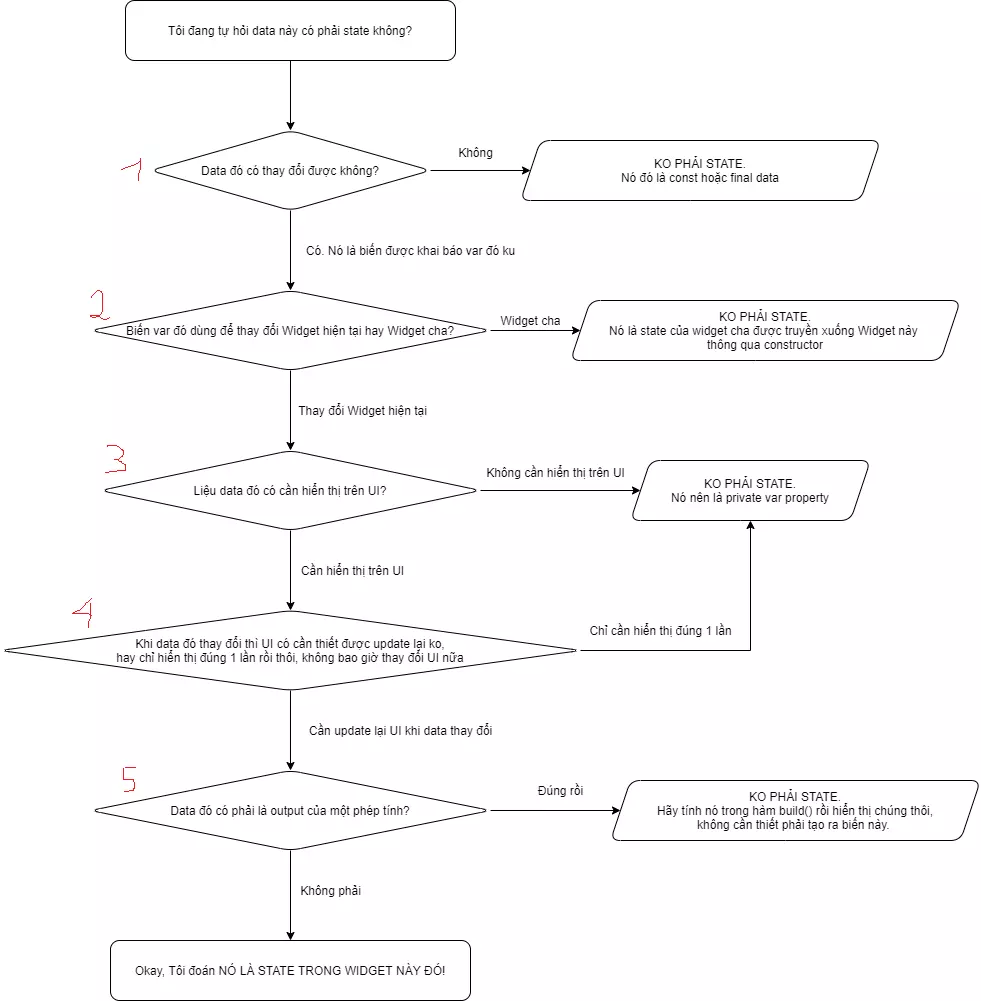 Tôi đang tự hỏi data này có phải state không?
1
Data đó có thay đổi được không?
Không
KO PHẢI STATE.
Nó đó là const hoặc final data
Có. Nó là biến được khai báo var đó ku
2
Biến var đó dùng để thay đổi Widget hiện tại hay Widget cha?
Widget cha
KO PHẢI STATE.
Nó là state của widget cha được truyền xuống Widget này
thông qua constructor
Thay đổi Widget hiện tại
3
Liệu data đó có cần hiển thị trên UI?
Không cần hiển thị trên UI
KO PHẢI STATE.
Nó nên là private var property
Cần hiển thị trên UI
4
Khi data đó thay đổi thì UI có cần thiết được update lại ko,
hay chỉ hiển thị đúng 1 lần rồi thôi, không bao giờ thay đổi UI nữa
Chỉ cần hiển thị đúng 1 lần
Cần update lại UI khi data thay đổi
5
Data đó có phải là output của một phép tính?
Đúng rồi
KO PHẢI STATE.
Hãy tính nó trong hàm build() rồi hiển thị chúng thôi,
không cần thiết phải tạo ra biến này.
Không phải
Okay, Tôi đoán NÓ LÀ STATE TRONG WIDGET NÀY ĐÓ!